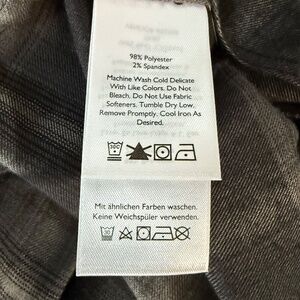 98% Polyester
2% Spandex
Machine Wash Cold Delicate
With Like Colors. Do Not
Bleach. Do Not Use Fabric
Softeners. Tumble Dry Low.
Remove Promptly. Cool Iron As
Desired.
Mit ähnlichen Farben waschen.
Keine Weichspüler verwenden.
30